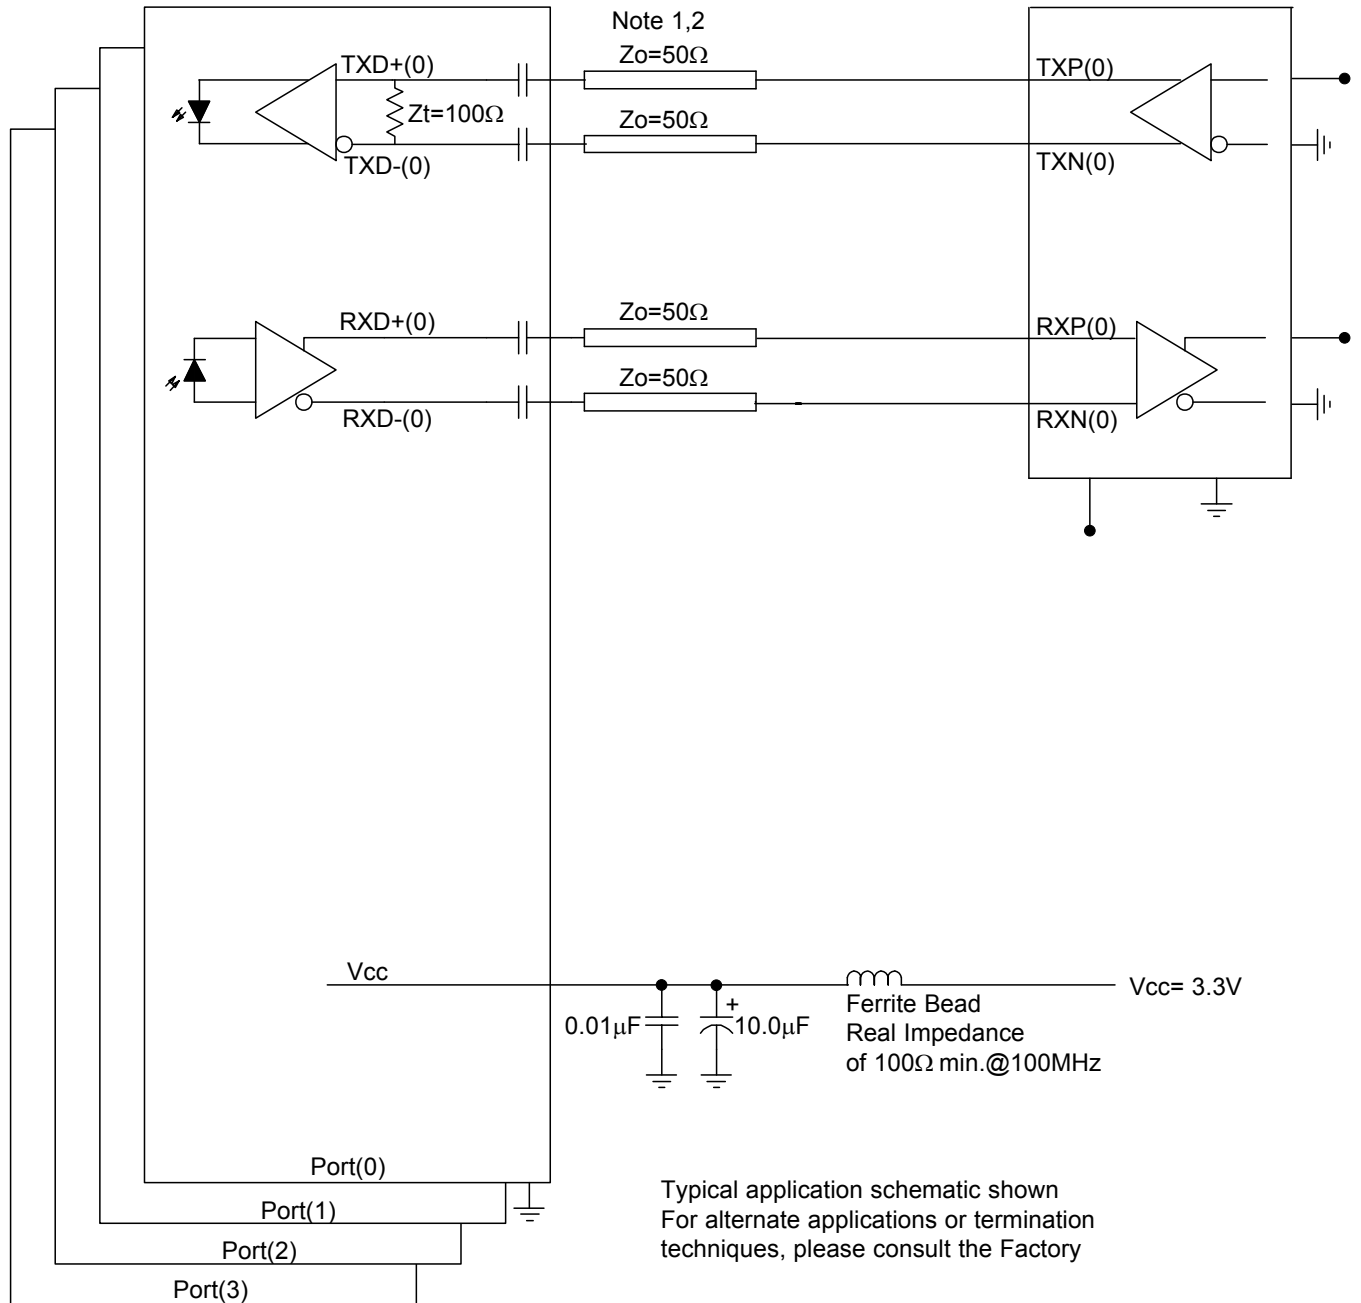 Note 1,2
Zo=50Ω
TXD+(0)
TXP(0)
Zt=100Ω
Zo=50Ω
TXD-(0)
TXN(0)
Zo=50Ω
RXD+(0)
RXP(0)
Zo=50Ω
RXD-(0)
RXN(0)
Vcc
Vcc= 3.3V
+
0.01μF
10.0μF
Ferrite Bead
Real Impedance
of 100Ω min.@100MHz
Port(0)
Port(1)
Port(2)
Port(3)
Typical application schematic shown
For alternate applications or termination
techniques, please consult the Factory